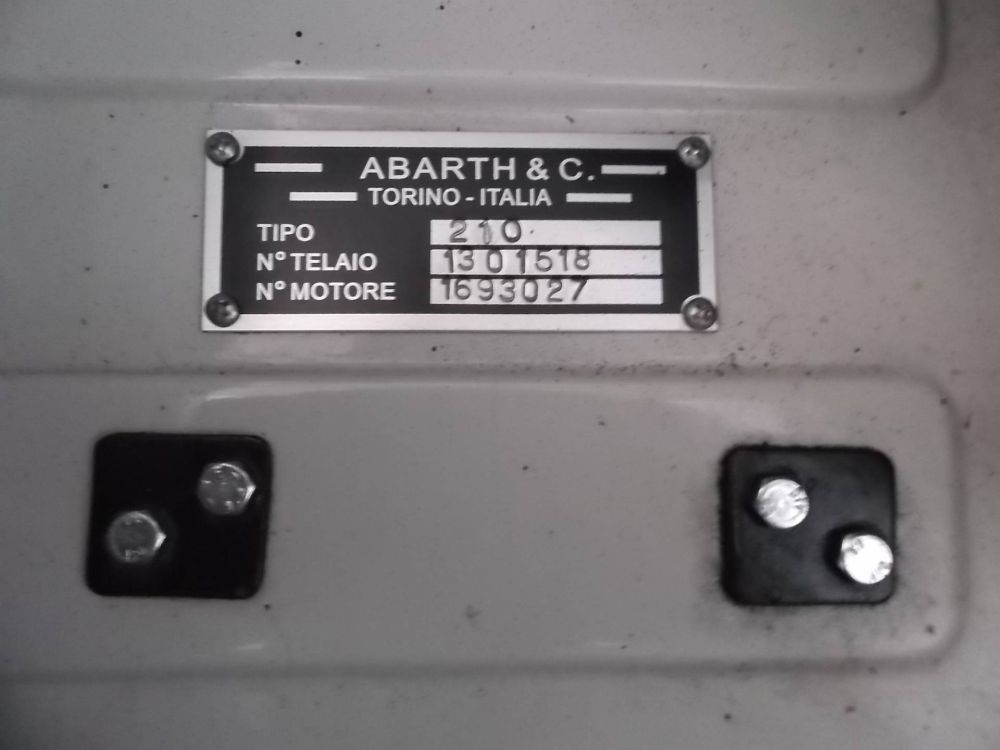 ABARTH & C.
TORINO - ITALIA
TIPO 210
N° TELAIO 1301518
N° MOTORE 1693027